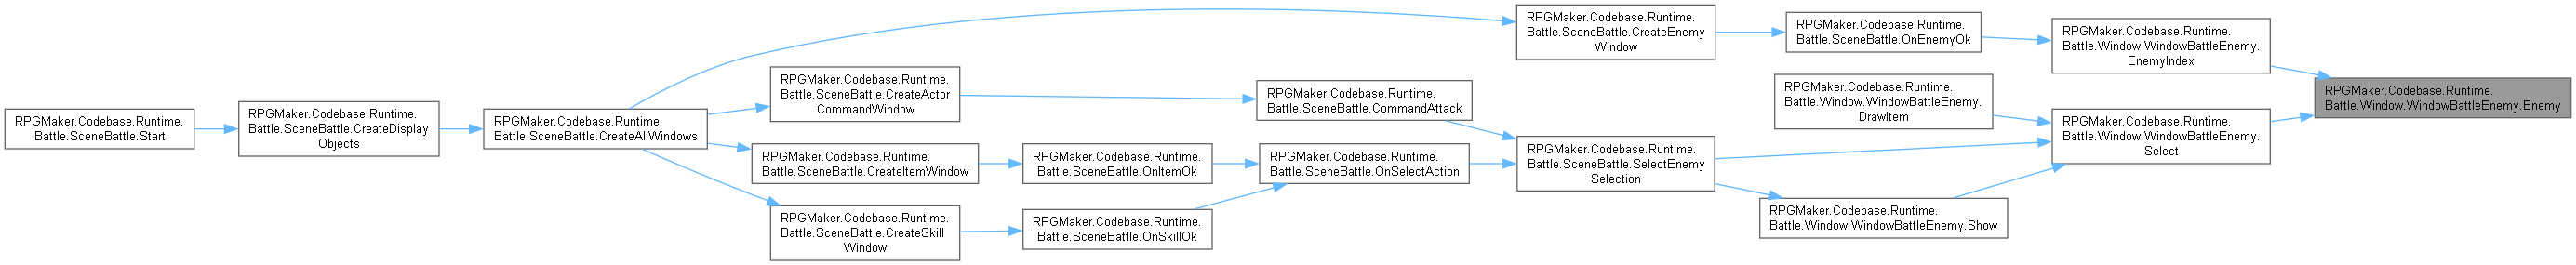 RPGMaker.Codebase.Runtime.
Battle.SceneBattle.Start
RPGMaker.Codebase.Runtime.
Battle.SceneBattle.CreateDisplay
Objects
RPGMaker.Codebase.Runtime.
Battle.SceneBattle.CreateAllWindows
RPGMaker.Codebase.Runtime.
Battle.SceneBattle.CreateActor
CommandWindow
RPGMaker.Codebase.Runtime.
Battle.SceneBattle.CreateItemWindow
RPGMaker.Codebase.Runtime.
Battle.SceneBattle.CreateSkill
Window
RPGMaker.Codebase.Runtime.
Battle.SceneBattle.OnItemOk
RPGMaker.Codebase.Runtime.
Battle.SceneBattle.OnSkillOk
RPGMaker.Codebase.Runtime.
Battle.SceneBattle.CommandAttack
RPGMaker.Codebase.Runtime.
Battle.SceneBattle.OnSelectAction
RPGMaker.Codebase.Runtime.
Battle.SceneBattle.CreateEnemy
Window
RPGMaker.Codebase.Runtime.
Battle.SceneBattle.SelectEnemy
Selection
RPGMaker.Codebase.Runtime.
Battle.SceneBattle.OnEnemyOk
RPGMaker.Codebase.Runtime.
Battle.Window.WindowBattleEnemy.
DrawItem
RPGMaker.Codebase.Runtime.
Battle.Window.WindowBattleEnemy.Show
RPGMaker.Codebase.Runtime.
Battle.Window.WindowBattleEnemy.
EnemyIndex
RPGMaker.Codebase.Runtime.
Battle.Window.WindowBattleEnemy.
Select
RPGMaker.Codebase.Runtime.
Battle.Window.WindowBattleEnemy.Enemy